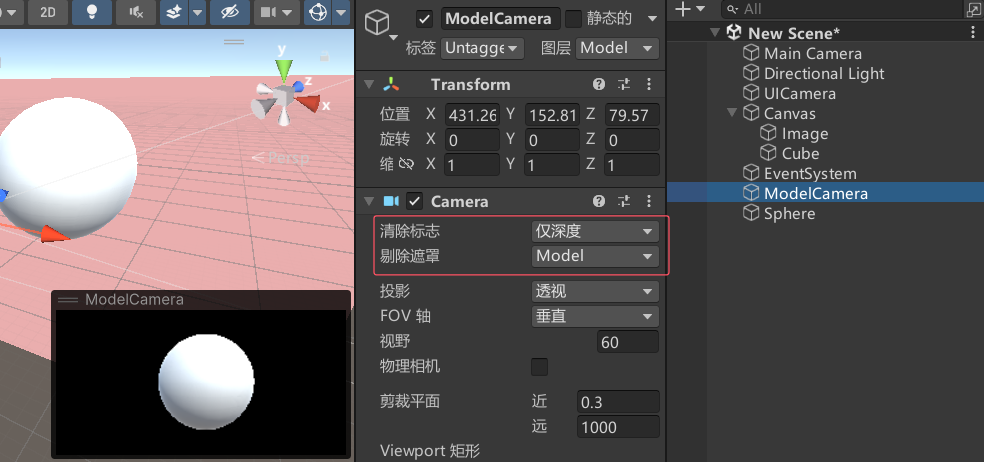 2D
y
z
x
Persp
ModelCamera
ModelCamera 静态的
标签 Untagge 图层 Model
Transform
位置 X 431.26 Y 152.81 Z 79.57
旋转 X 0 Y 0 Z 0
缩 X 1 Y 1 Z 1
Camera
清除标志 仅深度
剔除遮罩 Model
投影 透视
FOV 轴 垂直
视野 60
物理相机
剪裁平面 近 0.3
远 1000
Viewport 矩形
All
New Scene*
Main Camera
Directional Light
UICamera
Canvas
Image
Cube
EventSystem
ModelCamera
Sphere